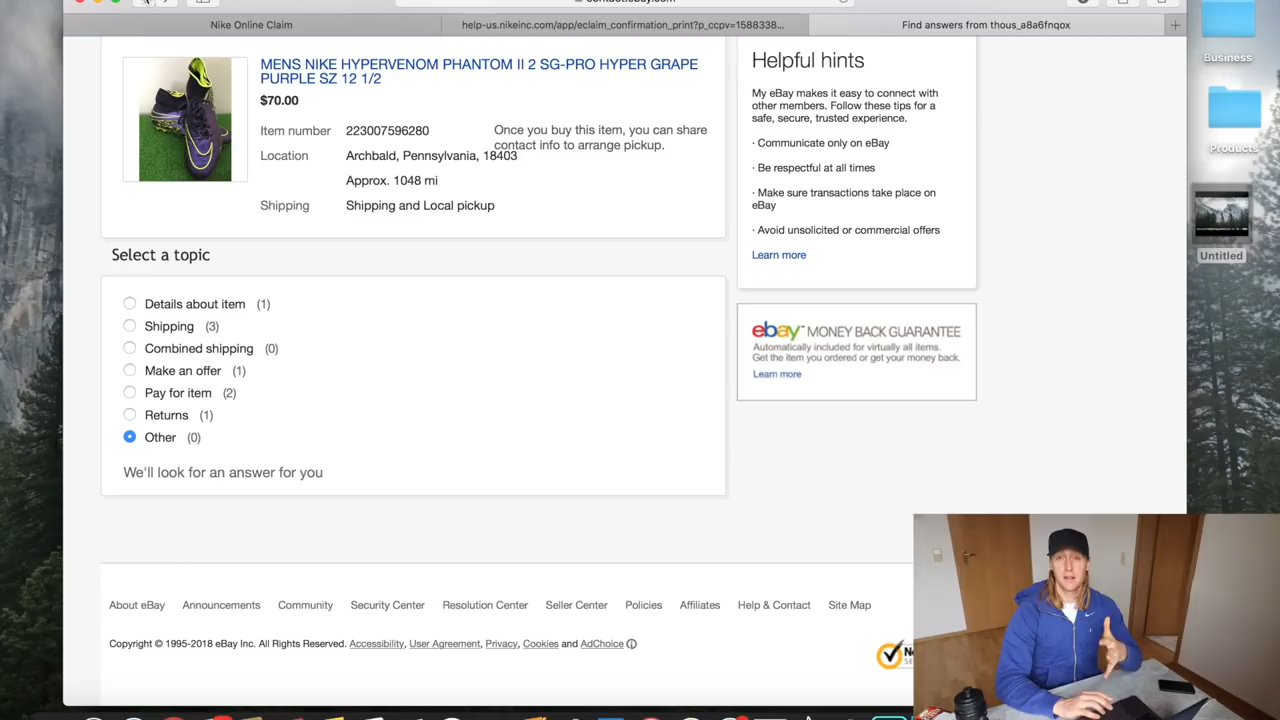 contact.ebay.com
Nike Online Claim
help-us.nikeinc.com/app/eclaim_confirmation_print?p_ccpv=1588338...
Find answers from thous_a8a6fnqox
MENS NIKE HYPERVENOM PHANTOM II 2 SG-PRO HYPER GRAPE
PURPLE SZ 12 1/2
$70.00
Item number 223007596280
Once you buy this item, you can share
contact info to arrange pickup.
Location Archbald, Pennsylvania, 18403
Approx. 1048 mi
Shipping Shipping and Local pickup
Select a topic
Details about item (1)
Shipping (3)
Combined shipping (0)
Make an offer (1)
Pay for item (2)
Returns (1)
Other (0)
We'll look for an answer for you
Helpful hints
My eBay makes it easy to connect with
other members. Follow these tips for a
safe, secure, trusted experience.
· Communicate only on eBay
· Be respectful at all times
· Make sure transactions take place on
eBay
· Avoid unsolicited or commercial offers
Learn more
ebay™ MONEY BACK GUARANTEE
Automatically included for virtually all items.
Get the item you ordered or get your money back.
Learn more
Business
Products
Untitled
About eBay Announcements Community Security Center Resolution Center Seller Center Policies Affiliates Help & Contact Site Map
Copyright © 1995-2018 eBay Inc. All Rights Reserved. Accessibility, User Agreement, Privacy, Cookies and AdChoice